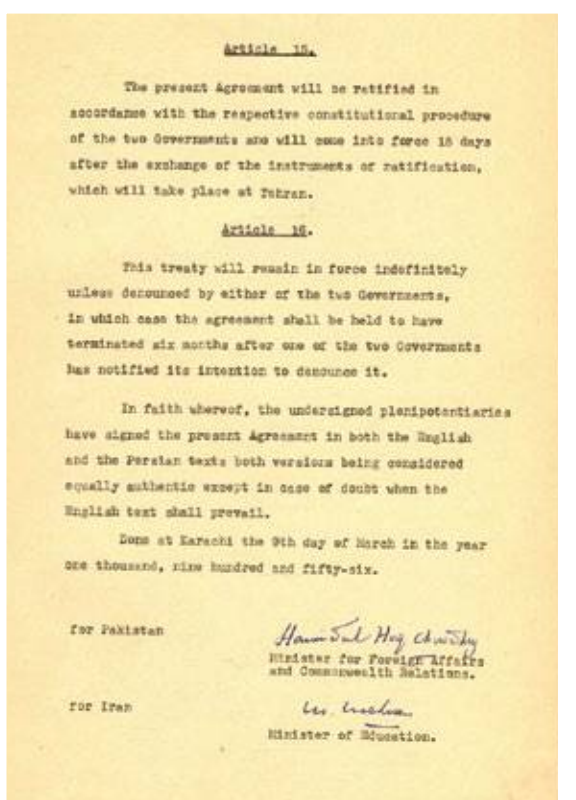 Article 15.
The present Agreement will be ratified in
accordance with the respective constitutional procedure
of the two Governments and will come into force 15 days
after the exchange of the instruments of ratification,
which will take place at Tehran.
Article 16.
This treaty will remain in force indefinitely
unless denounced by either of the two Governments,
in which case the agreement shall be held to have
terminated six months after one of the two Governments
has notified its intention to denounce it.
In faith whereof, the undersigned plenipotentiaries
have signed the present Agreement in both the English
and the Persian texts both versions being considered
equally authentic except in case of doubt when the
English text shall prevail.
Done at Karachi the 9th day of March in the year
one thousand, nine hundred and fifty-six.
for Pakistan
Minister for Foreign Affairs
and Commonwealth Relations.
for Iran
Minister of Education.